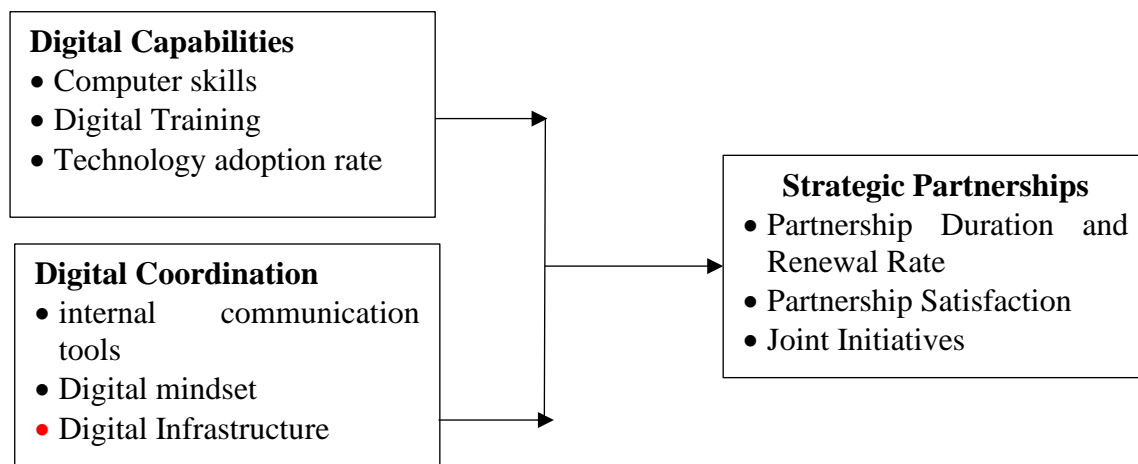 Digital Capabilities
• Computer skills
• Digital Training
• Technology adoption rate
Digital Coordination
• internal communication
tools
• Digital mindset
• Digital Infrastructure
Strategic Partnerships
• Partnership Duration and
Renewal Rate
• Partnership Satisfaction
• Joint Initiatives